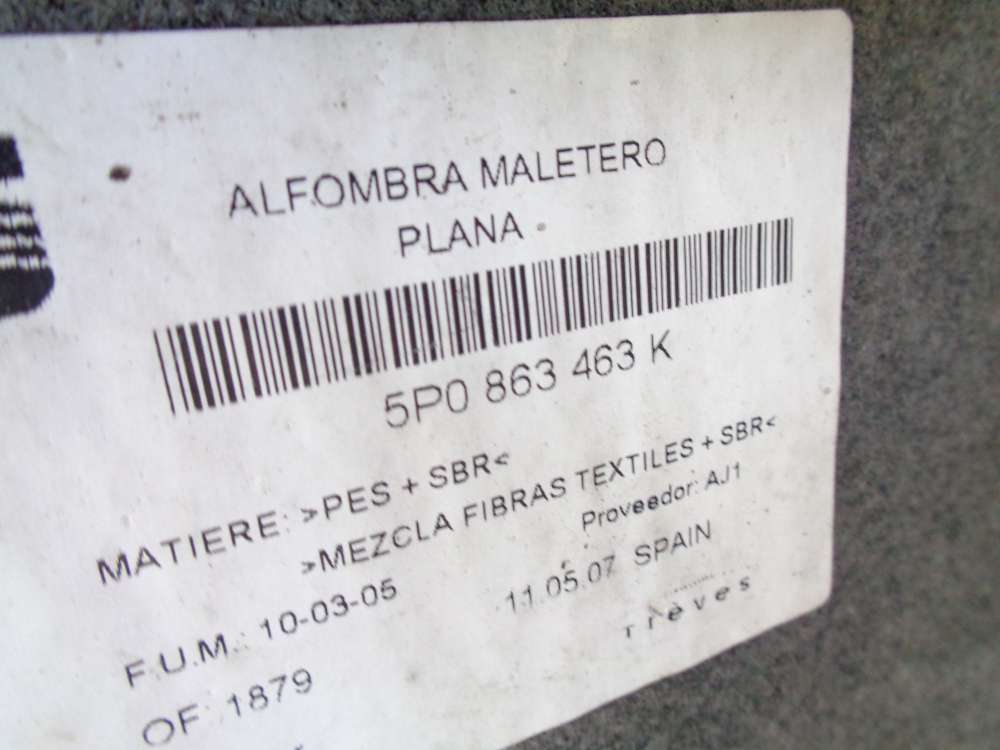 ALFOMBRA MALETERO
PLANA
5P0 863 463 K
MATIERE: >PES + SBR<
>MEZCLA FIBRAS TEXTILES + SBR<
Proveedor: AJ1
F.U.M.: 10-03-05
11.05.07 SPAIN
OF: 1879
Trèves